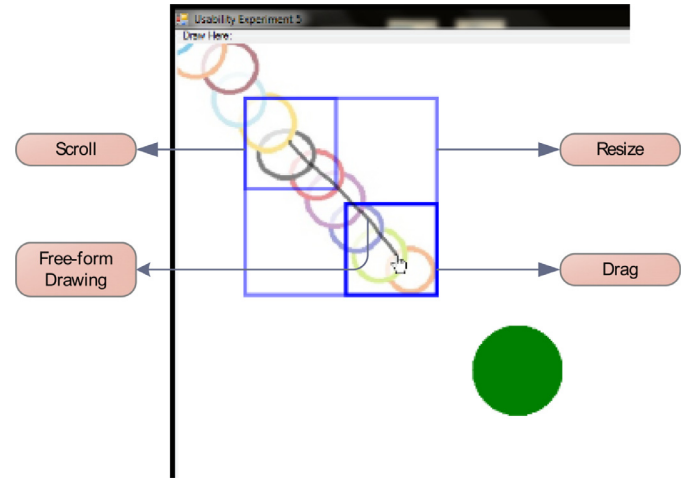 Usability Experiment 5
Draw Here:
Scroll
Resize
Free-form
Drawing
Drag